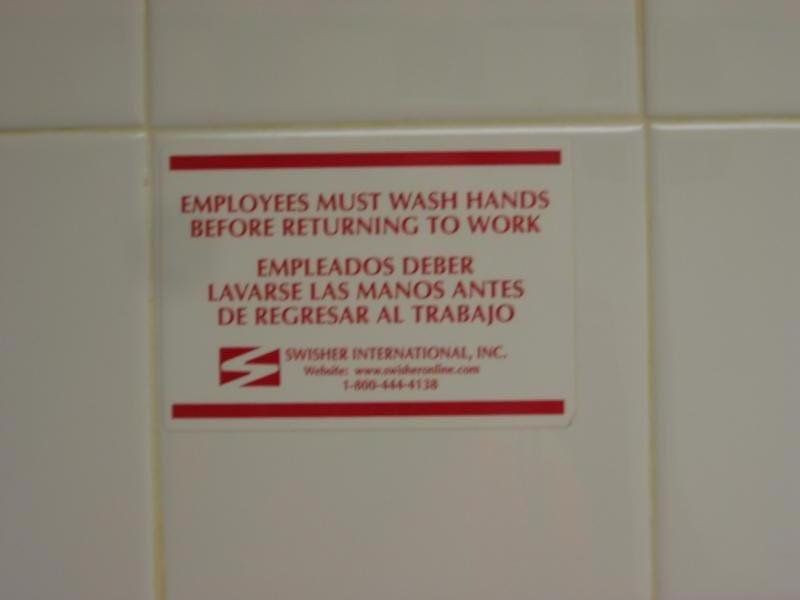 EMPLOYEES MUST WASH HANDS
BEFORE RETURNING TO WORK
EMPLEADOS DEBER
LAVARSE LAS MANOS ANTES
DE REGRESAR AL TRABAJO
SWISHER INTERNATIONAL, INC.
Website: www.swisheronline.com
1-800-444-4138